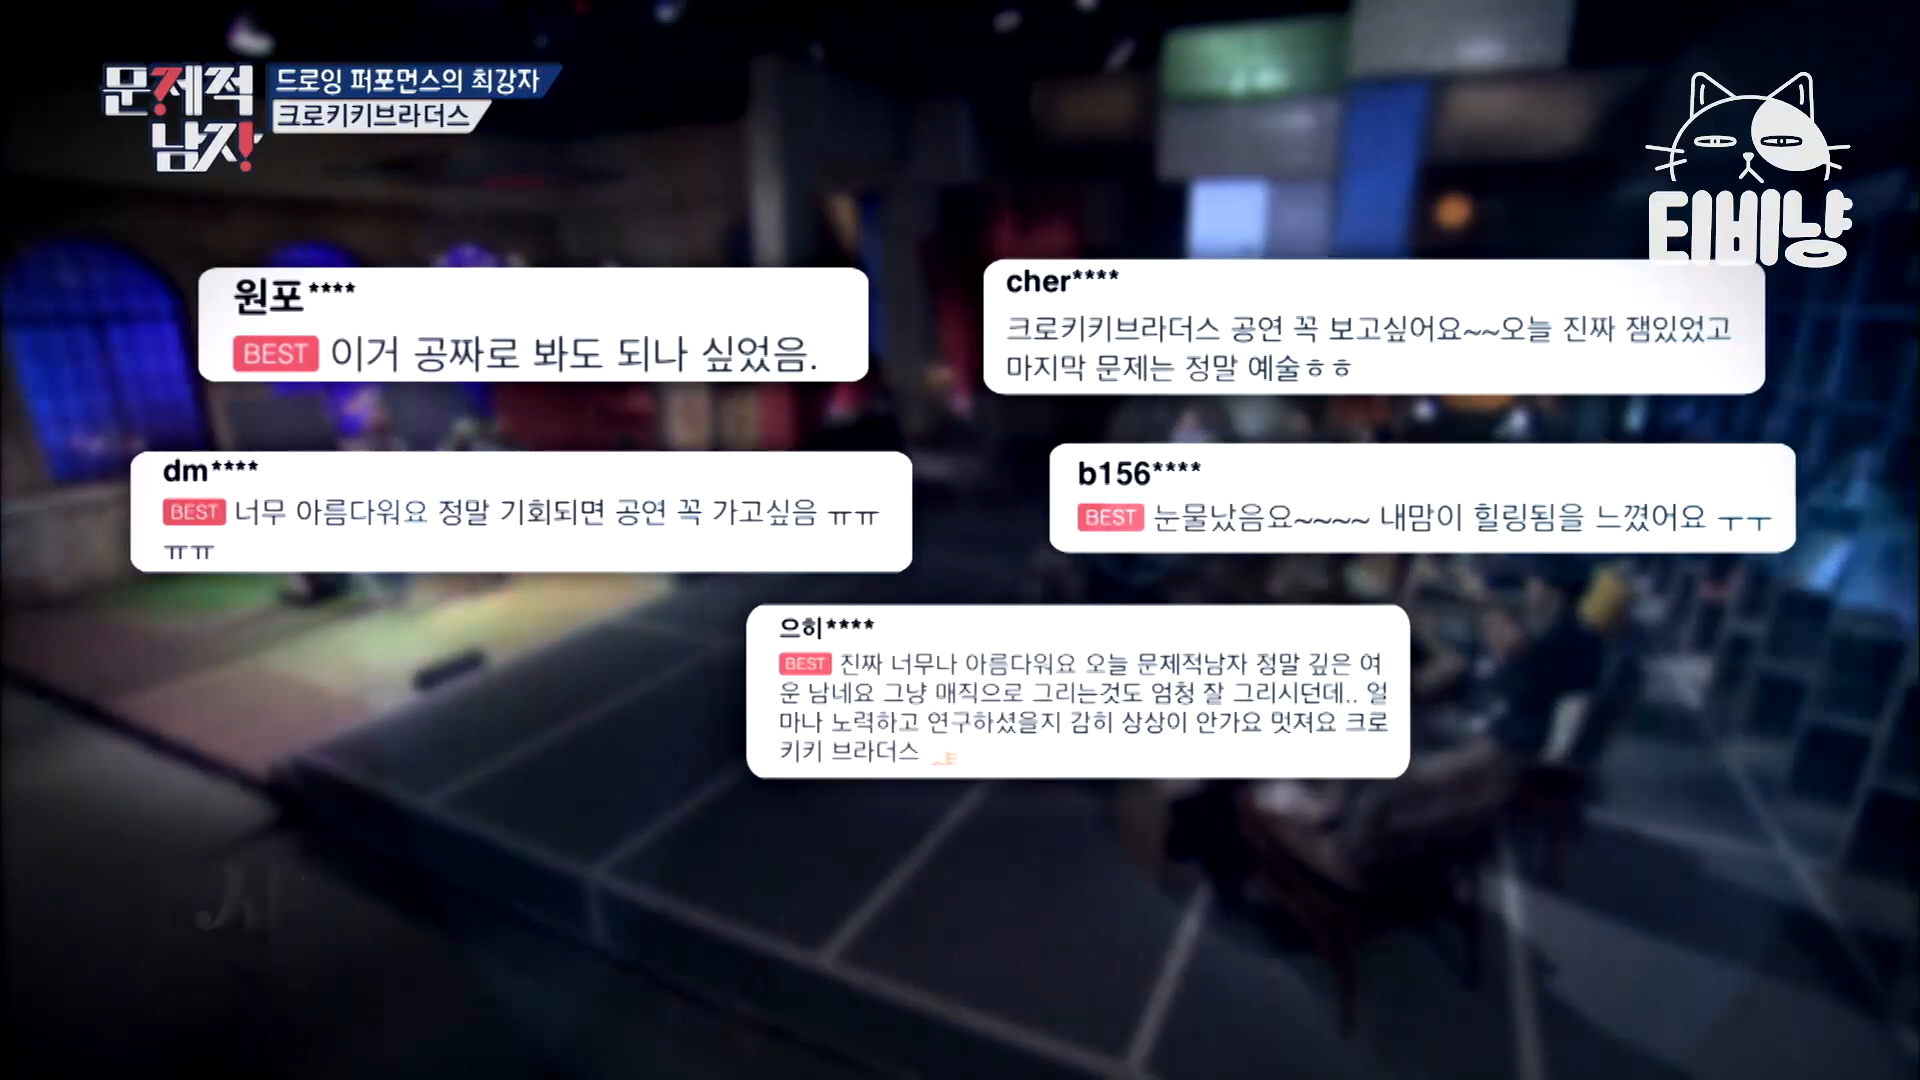 문제적
남자
드로잉 퍼포먼스의 최강자
크로키키브라더스
티비냥
원포****
BEST 이거 공짜로 봐도 되나 싶었음.
cher****
크로키키브라더스 공연 꼭 보고싶어요~~오늘 진짜 잼있었고
마지막 문제는 정말 예술ㅎㅎ
dm****
BEST 너무 아름다워요 정말 기회되면 공연 꼭 가고싶음 ㅠㅠ
ㅠㅠ
b156****
BEST 눈물났음요~~~~ 내맘이 힐링됨을 느꼈어요 ㅜㅜ
으히****
BEST 진짜 너무나 아름다워요 오늘 문제적남자 정말 깊은 여
운 남네요 그냥 매직으로 그리는것도 엄청 잘 그리시던데.. 얼
마나 노력하고 연구하셨을지 감히 상상이 안가요 멋져요 크로
키키 브라더스